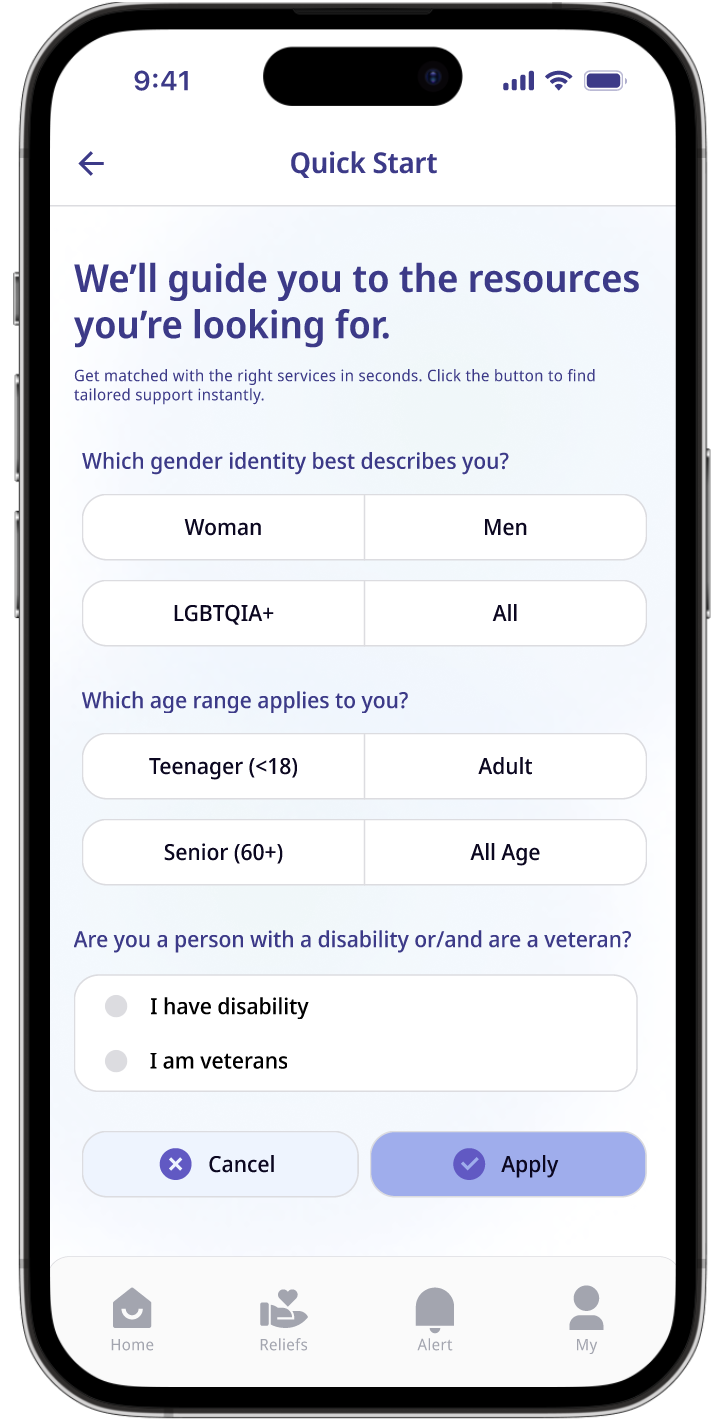 9:41
Quick Start
We’ll guide you to the resources
you’re looking for.
Get matched with the right services in seconds. Click the button to find
tailored support instantly.
Which gender identity best describes you?
Woman Men
LGBTQIA+ All
Which age range applies to you?
Teenager (<18) Adult
Senior (60+) All Age
Are you a person with a disability or/and are a veteran?
I have disability
I am veterans
Cancel Apply
Home Reliefs Alert My